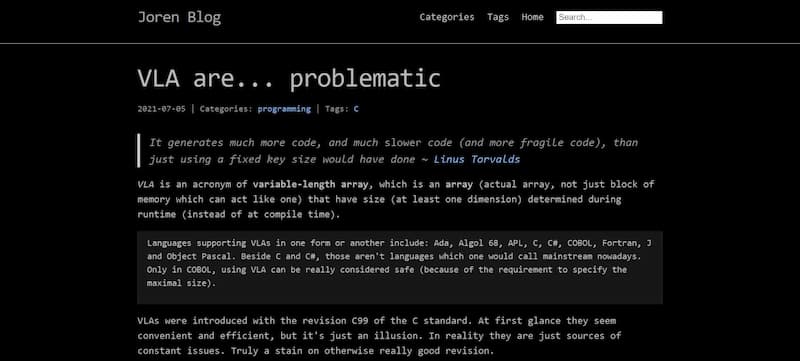 Joren Blog
Categories Tags Home Search...
VLA are... problematic
2021-07-05 | Categories: programming | Tags: C
It generates much more code, and much slower code (and more fragile code), than
just using a fixed key size would have done ~ Linus Torvalds
VLA is an acronym of variable-length array, which is an array (actual array, not just block of
memory which can act like one) that have size (at least one dimension) determined during
runtime (instead of at compile time).
Languages supporting VLAs in one form or another include: Ada, Algol 68, APL, C, C#, COBOL, Fortran, J
and Object Pascal. Beside C and C#, those aren't languages which one would call mainstream nowadays.
Only in COBOL, using VLA can be really considered safe (because of the requirement to specify the
maximal size).
VLAs were introduced with the revision C99 of the C standard. At first glance they seem
convenient and efficient, but it's just an illusion. In reality they are just sources of
constant issues. Truly a stain on otherwise really good revision.